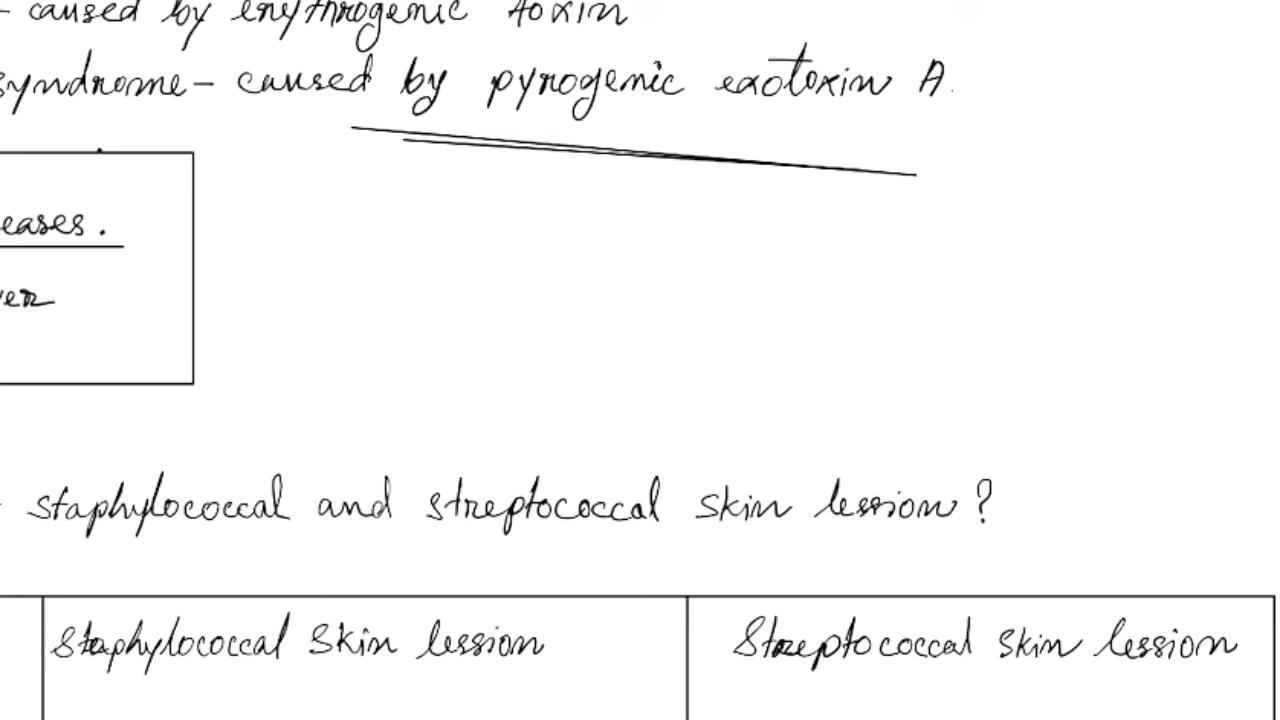 - caused by erythrogenic toxin
syndrome - caused by pyrogenic exotoxin A.
eases.
ver
- staphylococcal and streptococcal skin lession?
Staphylococcal skin lession
Streptococcal skin lession